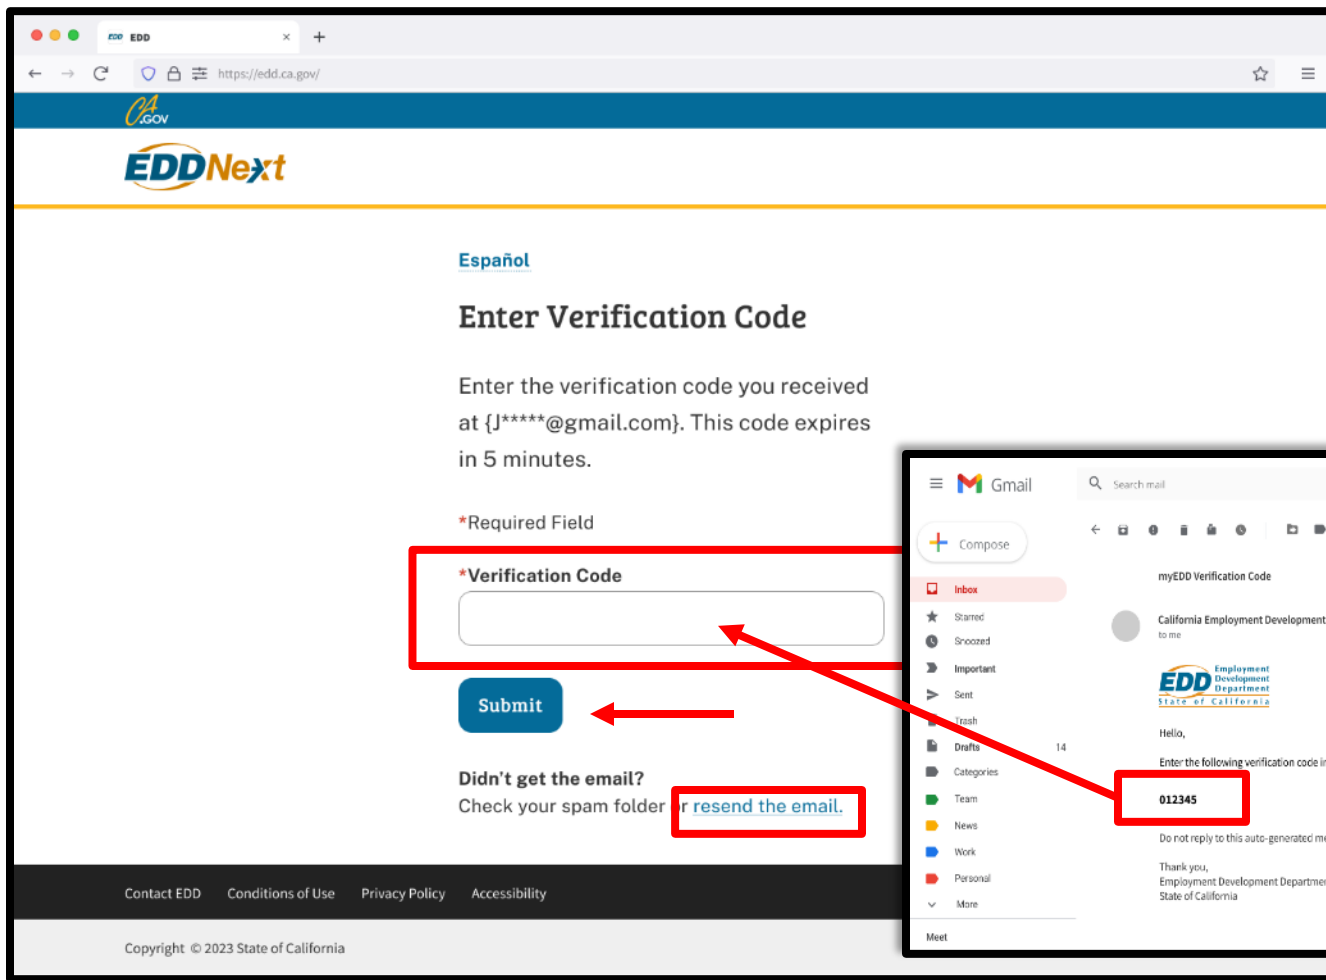 EDD EDD
https://edd.ca.gov/
CA.GOV
EDDNext
Español
Enter Verification Code
Enter the verification code you received
at {J*****@gmail.com}. This code expires
in 5 minutes.
*Required Field
*Verification Code
Submit
Didn't get the email?
Check your spam folder or resend the email.
Contact EDD Conditions of Use Privacy Policy Accessibility
Copyright © 2023 State of California
Gmail
Search mail
Compose
Inbox
Starred
Snoozed
Important
Sent
Trash
Drafts 14
Categories
Team
News
Work
Personal
More
Meet
myEDD Verification Code
California Employment Development
to me
EDD Employment
Development
Department
State of California
Hello,
Enter the following verification code in
012345
Do not reply to this auto-generated me
Thank you,
Employment Development Departme
State of California